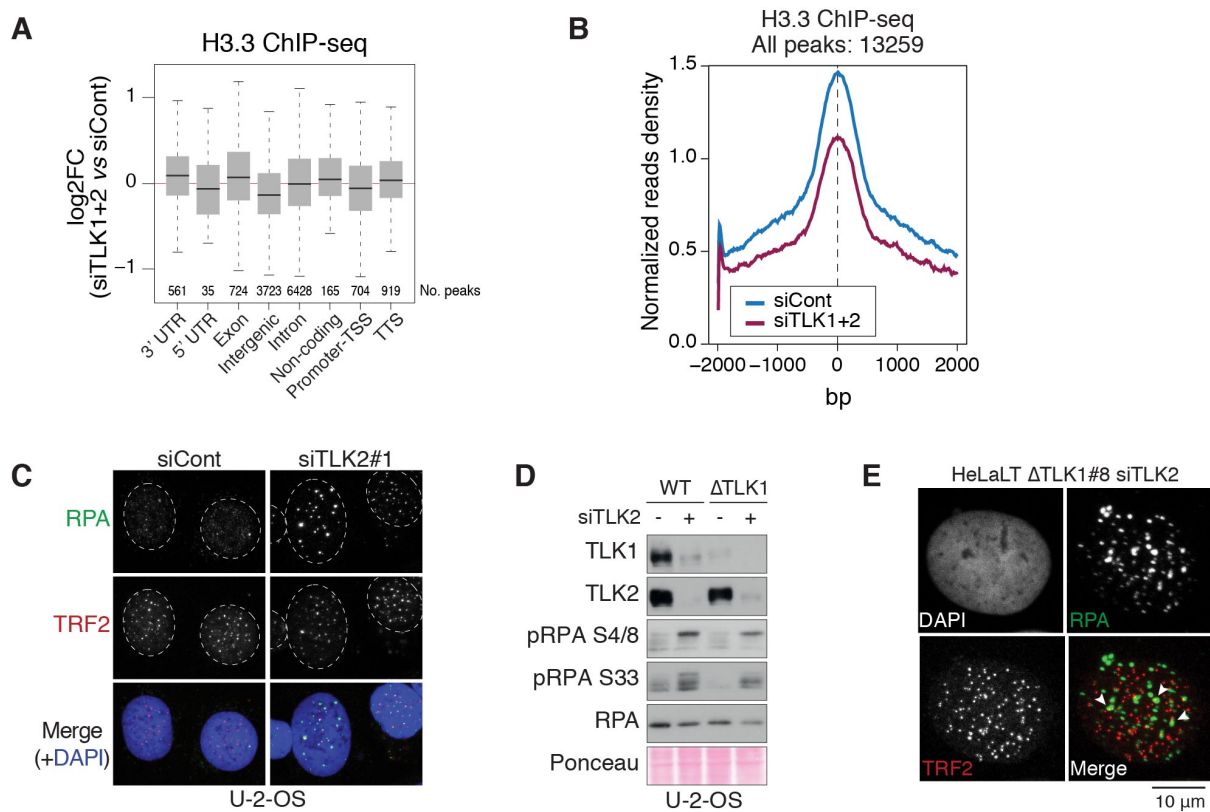 A
H3.3 ChIP-seq
log2FC
(siTLK1+2 vs siCont)
1
0
−1
561 35 724 3723 6428 165 704 919 No. peaks
3' UTR
5' UTR
Exon
Intergenic
Intron
Non-coding
Promoter-TSS
TTS
B
H3.3 ChIP-seq
All peaks: 13259
Normalized reads density
1.5
1.0
0.5
0.0
siCont
siTLK1+2
−2000 −1000 0 1000 2000
bp
C
siCont siTLK2#1
RPA
TRF2
Merge
(+DAPI)
U-2-OS
D
WT ΔTLK1
siTLK2 - + - +
TLK1
TLK2
pRPA S4/8
pRPA S33
RPA
Ponceau
U-2-OS
E
HeLaLT ΔTLK1#8 siTLK2
DAPI RPA
TRF2 Merge
10 μm